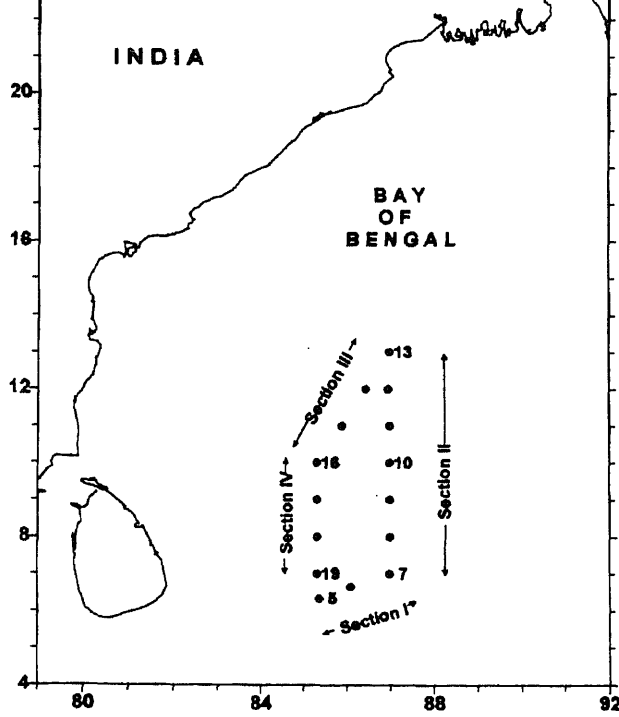 INDIA
20
BAY
OF
BENGAL
16
13
Section III
12
16
10
Section IV
Section II
8
19
7
5
Section I
4
80
84
88
92